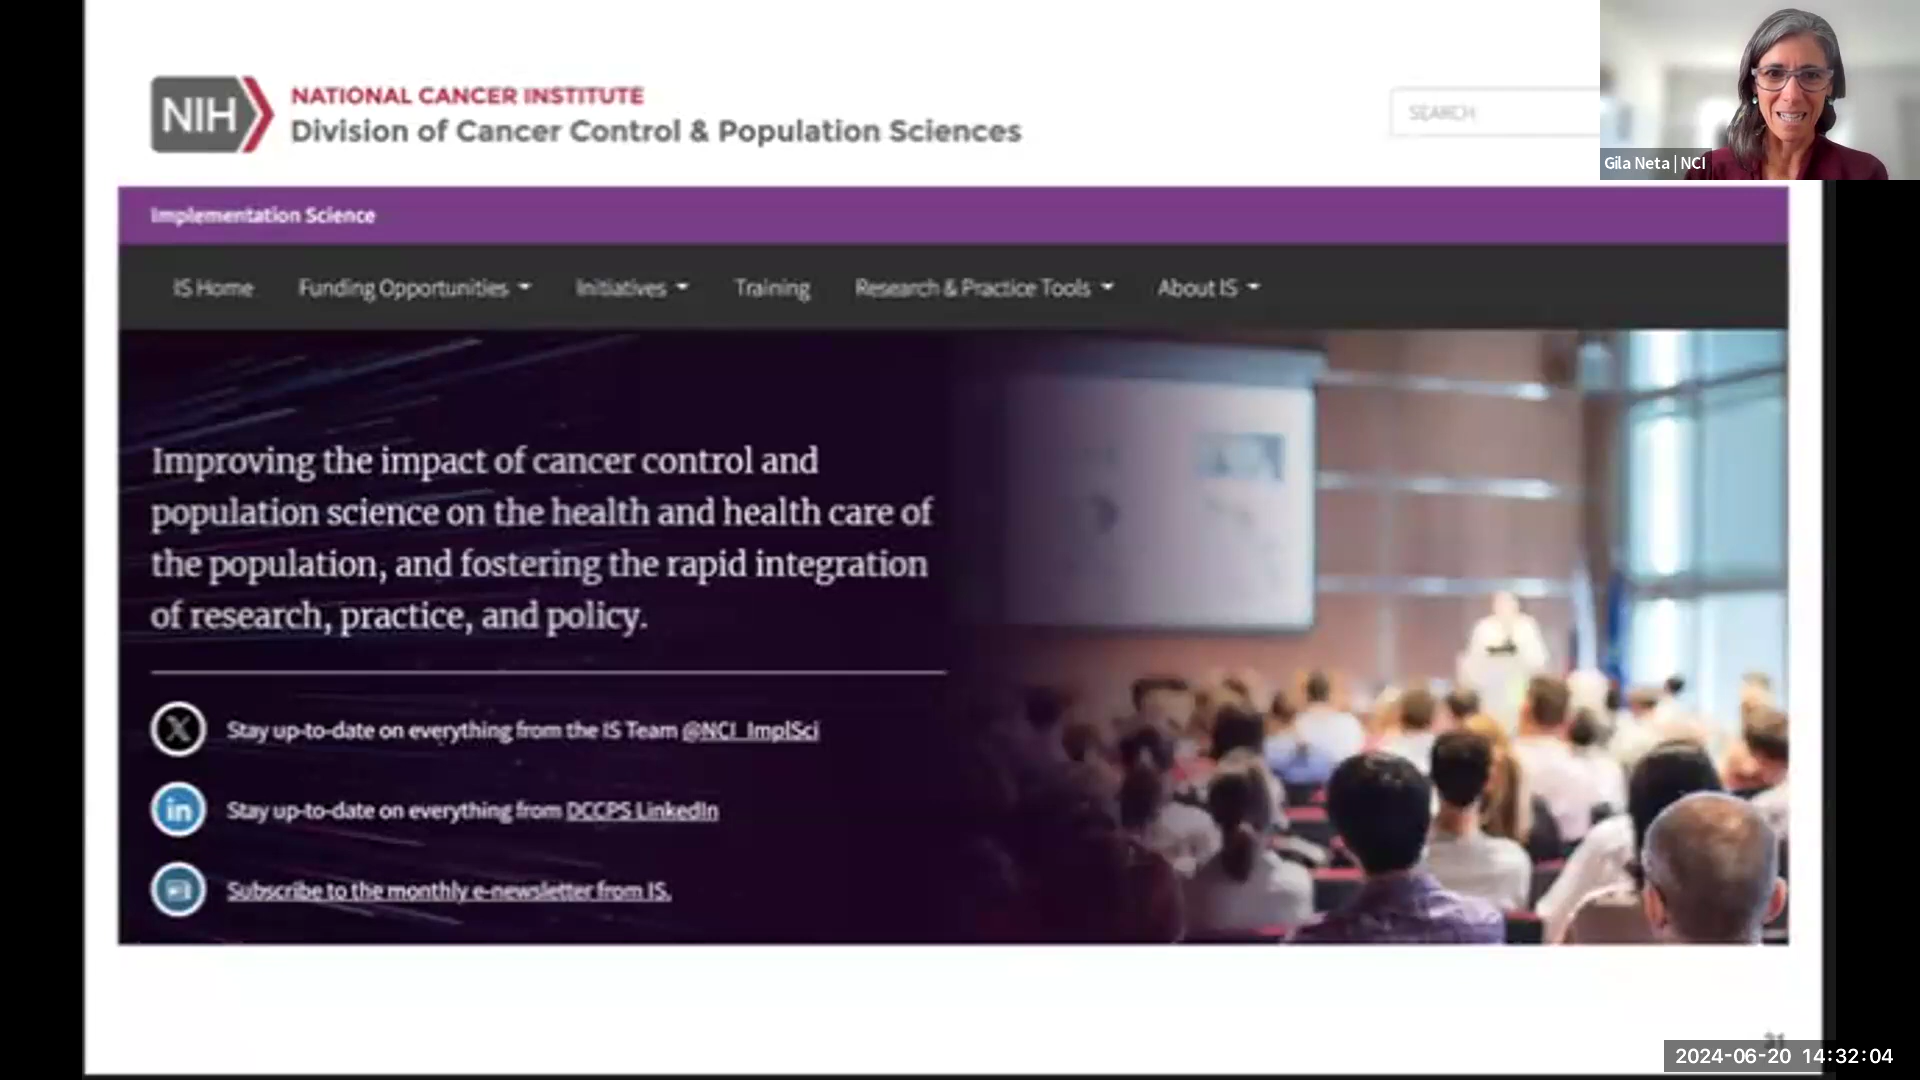 NIH
NATIONAL CANCER INSTITUTE
Division of Cancer Control & Population Sciences
SEARCH
Gila Neta | NCI
Implementation Science
IS Home Funding Opportunities Initiatives Training Research & Practice Tools About IS
Improving the impact of cancer control and
population science on the health and health care of
the population, and fostering the rapid integration
of research, practice, and policy.
Stay up-to-date on everything from the IS Team @NCI_ImplSci
in
Stay up-to-date on everything from DCCPS LinkedIn
Subscribe to the monthly e-newsletter from IS.
2024-06-20 14:32:04